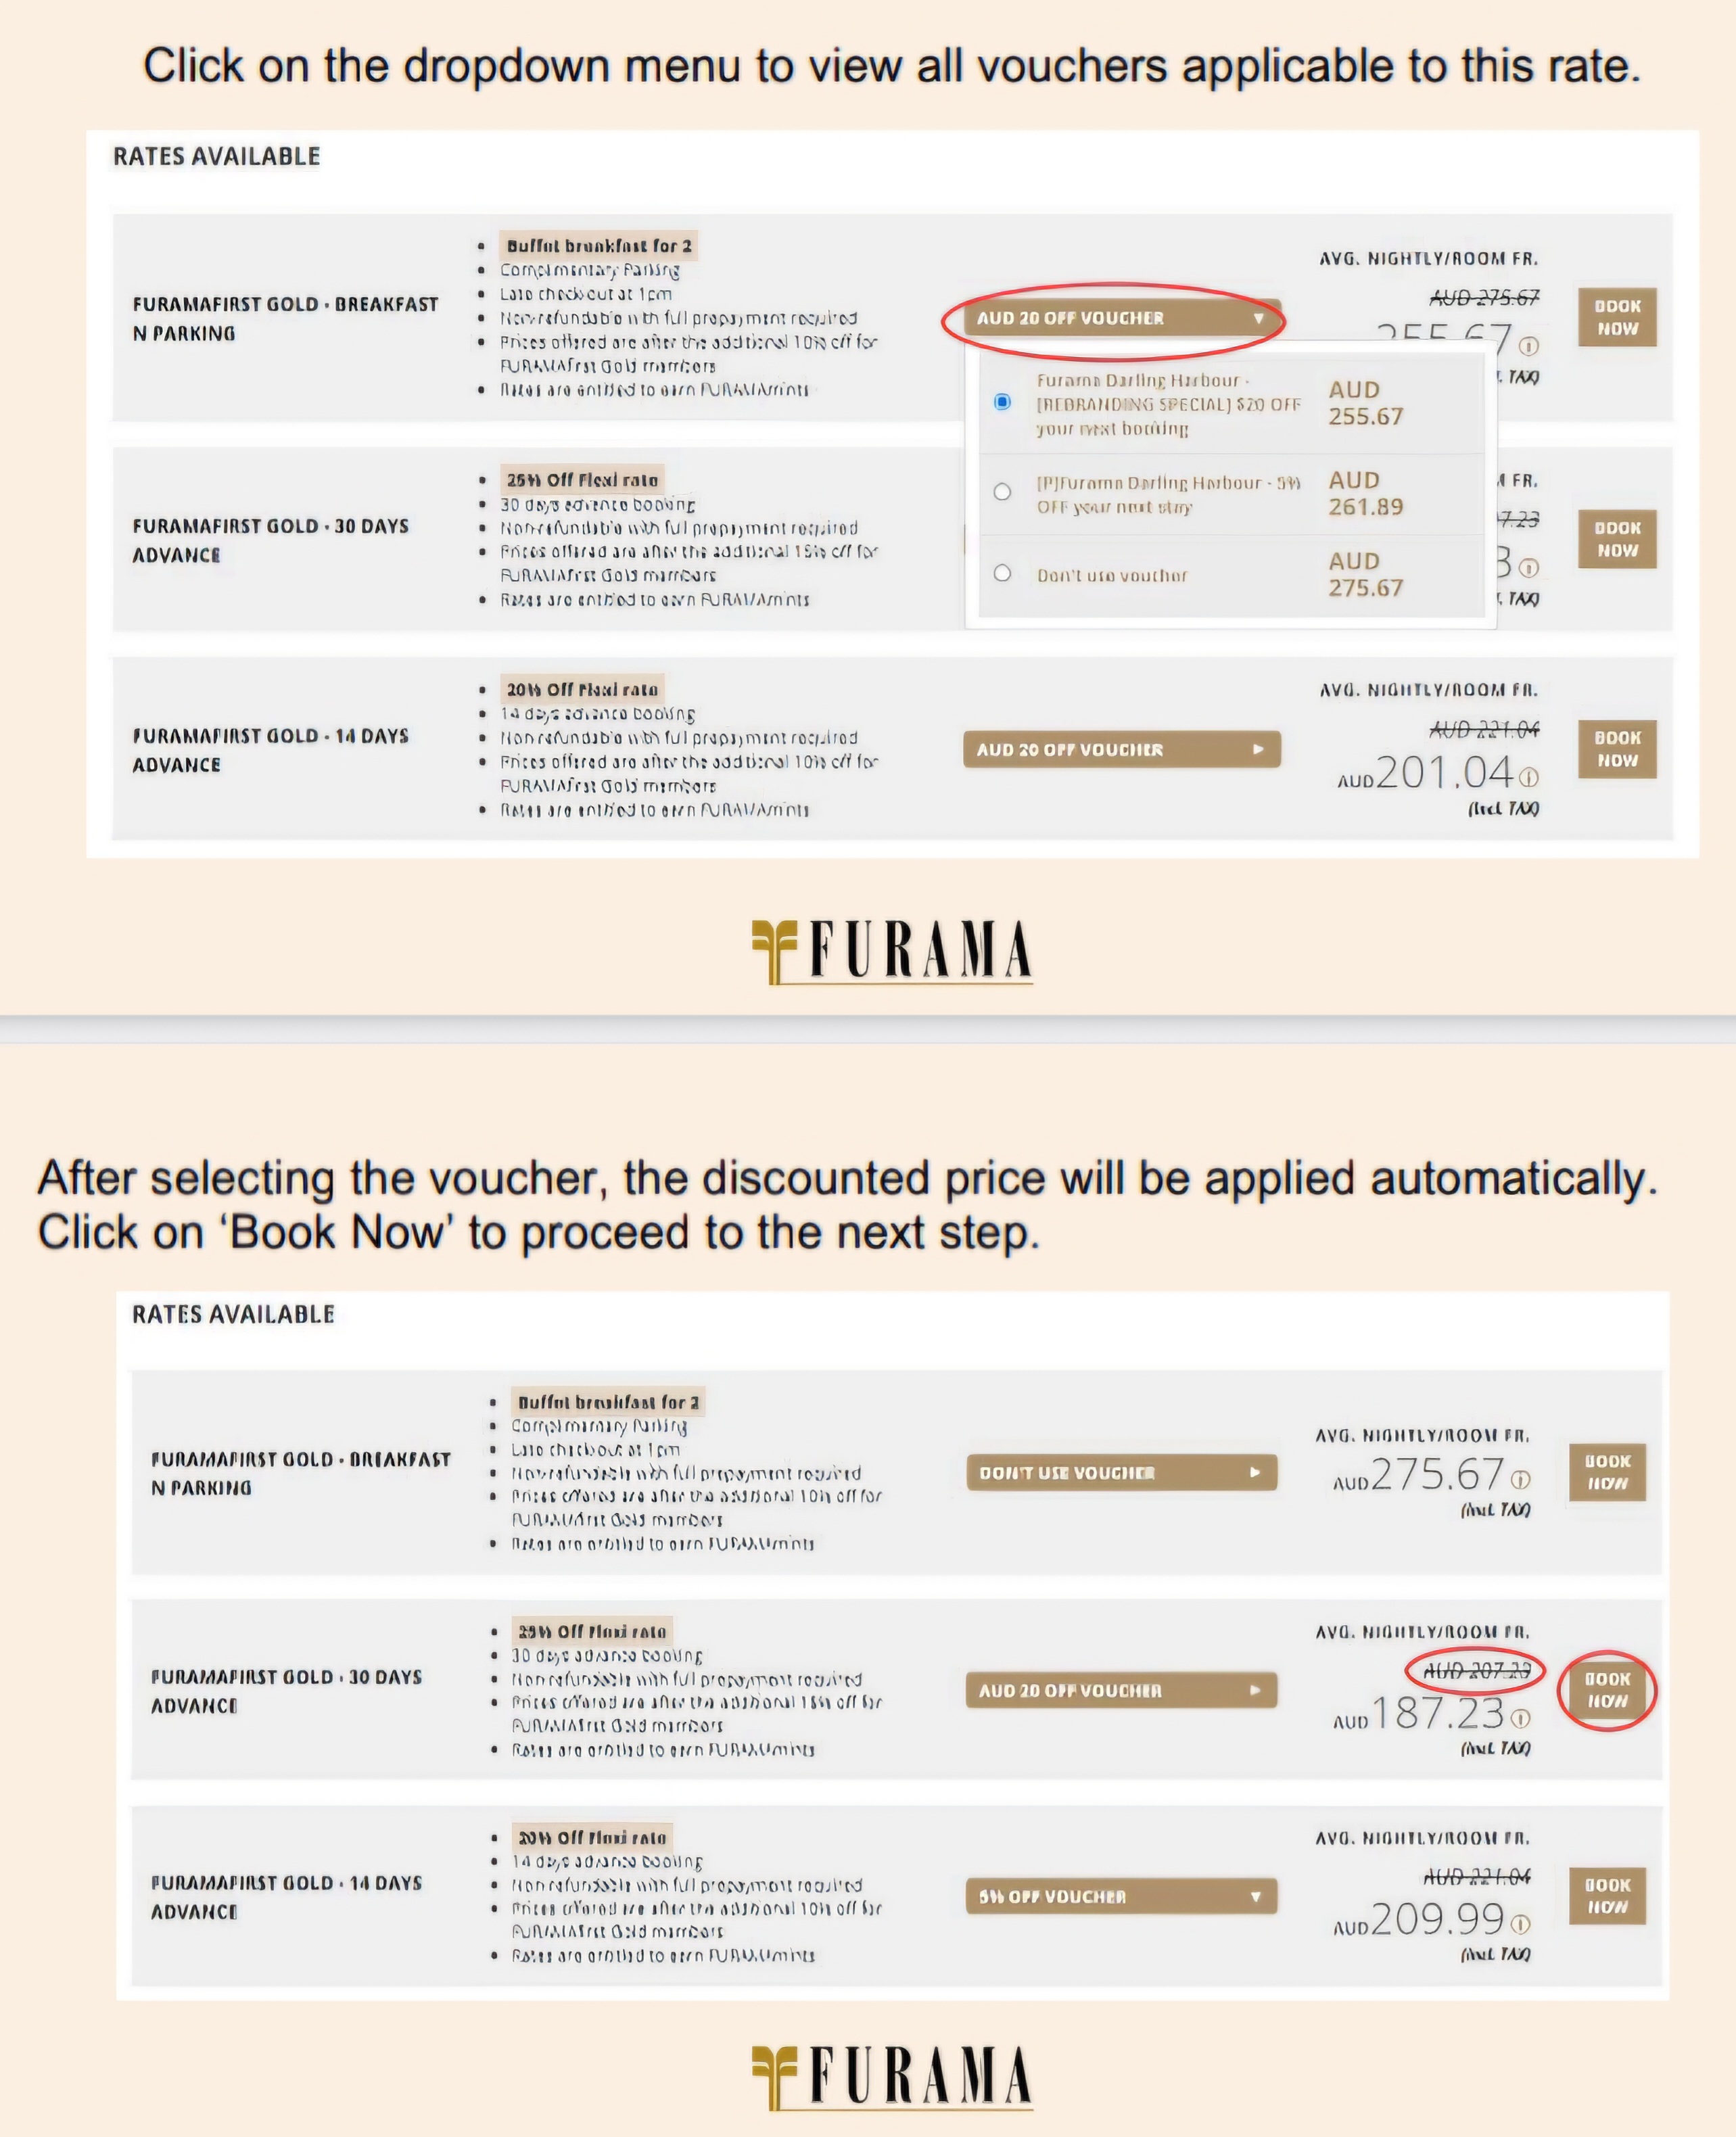 Click on the dropdown menu to view all vouchers applicable to this rate.
RATES AVAILABLE
FURAMAFIRST GOLD - BREAKFAST
N PARKING
Buffet breakfast for 2
Complimentary Parking
Late checkout at 1pm
Non-refundable with full prepayment required
Prices offered are after the additional 10% off for
FURAMAfirst Gold members
Rates are entitled to earn FURAMAmints
AUD 20 OFF VOUCHER
AVG. NIGHTLY/ROOM FR.
AUD 275.67
255.67
TAX)
BOOK
NOW
Furama Darling Harbour -
[REBRANDING SPECIAL] $20 OFF
your next booking
AUD
255.67
[P]Furama Darling Harbour - 5%
OFF your next stay
AUD
261.89
Don't use voucher
AUD
275.67
FURAMAFIRST GOLD - 30 DAYS
ADVANCE
25% Off Flexi rate
30 days advance booking
Non-refundable with full prepayment required
Prices offered are after the additional 15% off for
FURAMAfirst Gold members
Rates are entitled to earn FURAMAmints
FR.
7.23
3
TAX)
BOOK
NOW
FURAMAFIRST GOLD - 14 DAYS
ADVANCE
20% Off Flexi rate
14 days advance booking
Non-refundable with full prepayment required
Prices offered are after the additional 10% off for
FURAMAfirst Gold members
Rates are entitled to earn FURAMAmints
AUD 20 OFF VOUCHER
AVG. NIGHTLY/ROOM FR.
AUD 221.04
AUD 201.04
(Incl. TAX)
BOOK
NOW
FURAMA
After selecting the voucher, the discounted price will be applied automatically.
Click on ‘Book Now’ to proceed to the next step.
RATES AVAILABLE
FURAMAFIRST GOLD - BREAKFAST
N PARKING
Buffet breakfast for 2
Complimentary Parking
Late checkout at 1pm
Non-refundable with full prepayment required
Prices offered are after the additional 10% off for
FURAMAfirst Gold members
Rates are entitled to earn FURAMAmints
DON'T USE VOUCHER
AVG. NIGHTLY/ROOM FR.
AUD 275.67
(Incl. TAX)
BOOK
NOW
FURAMAFIRST GOLD - 30 DAYS
ADVANCE
25% Off Flexi rate
30 days advance booking
Non-refundable with full prepayment required
Prices offered are after the additional 15% off for
FURAMAfirst Gold members
Rates are entitled to earn FURAMAmints
AUD 20 OFF VOUCHER
AVG. NIGHTLY/ROOM FR.
AUD 207.23
AUD 187.23
(Incl. TAX)
BOOK
NOW
FURAMAFIRST GOLD - 14 DAYS
ADVANCE
20% Off Flexi rate
14 days advance booking
Non-refundable with full prepayment required
Prices offered are after the additional 10% off for
FURAMAfirst Gold members
Rates are entitled to earn FURAMAmints
5% OFF VOUCHER
AVG. NIGHTLY/ROOM FR.
AUD 221.04
AUD 209.99
(Incl. TAX)
BOOK
NOW
FURAMA